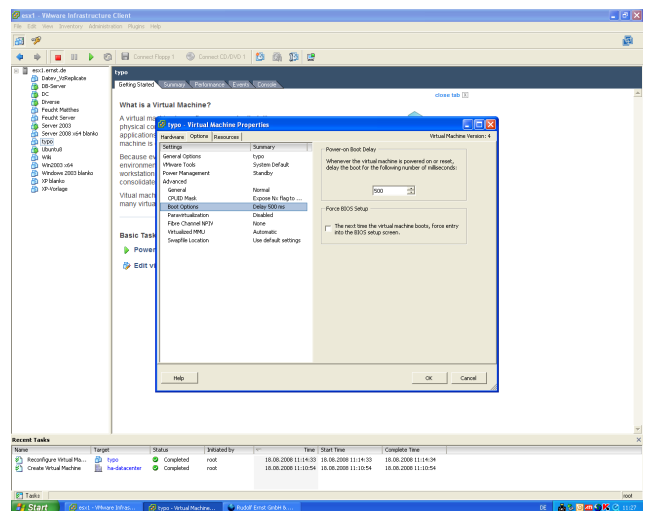 esx1 - VMware Infrastructure Client
File Edit View Inventory Administration Plugins Help
Connect Floppy 1 Connect CD/DVD 1
esx1.ernst.de
Datev_VzReplicate
DB-Server
DC
Diverse
Feucht Matthes
Feucht Server
Server 2003
Server 2008 x64 blanko
typo
Ubuntu8
Wiki
Win2003 x64
Windows 2003 blanko
XP blanko
XP-Vorlage
typo
Getting Started Summary Performance Events Console
close tab
What is a Virtual Machine?
A virtual ma
physical co
application
machine is
Because ev
environmen
workstation
consolidate
Vitual mach
many virtua
Basic Task
Power
Edit vi
typo - Virtual Machine Properties
Hardware Options Resources
Virtual Machine Version: 4
Settings Summary
General Options typo
VMware Tools System Default
Power Management Standby
Advanced
General Normal
CPUID Mask Expose Nx flag to ...
Boot Options Delay 500 ms
Paravirtualization Disabled
Fibre Channel NPIV None
Virtualized MMU Automatic
Swapfile Location Use default settings
Power-on Boot Delay
Whenever the virtual machine is powered on or reset,
delay the boot for the following number of milliseconds:
500
Force BIOS Setup
The next time the virtual machine boots, force entry
into the BIOS setup screen.
Help OK Cancel
Recent Tasks
Name Target Status Initiated by Time Start Time Complete Time
Reconfigure Virtual Ma... typo Completed root 18.08.2008 11:14:33 18.08.2008 11:14:33 18.08.2008 11:14:34
Create Virtual Machine ha-datacenter Completed root 18.08.2008 11:10:54 18.08.2008 11:10:54 18.08.2008 11:10:54
Tasks root
Start esx1 - VMware Infras... typo - Virtual Machine... Rudolf Ernst GmbH &... DE 11:27